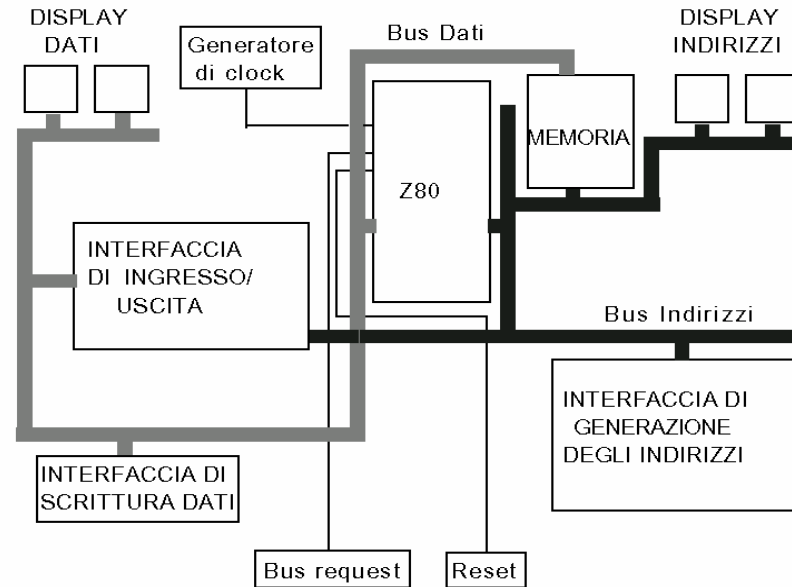 DISPLAY
DATI
Generatore
di clock
Bus Dati
DISPLAY
INDIRIZZI
MEMORIA
Z80
INTERFACCIA
DI INGRESSO/
USCITA
Bus Indirizzi
INTERFACCIA DI
GENERAZIONE
DEGLI INDIRIZZI
INTERFACCIA DI
SCRITTURA DATI
Bus request
Reset